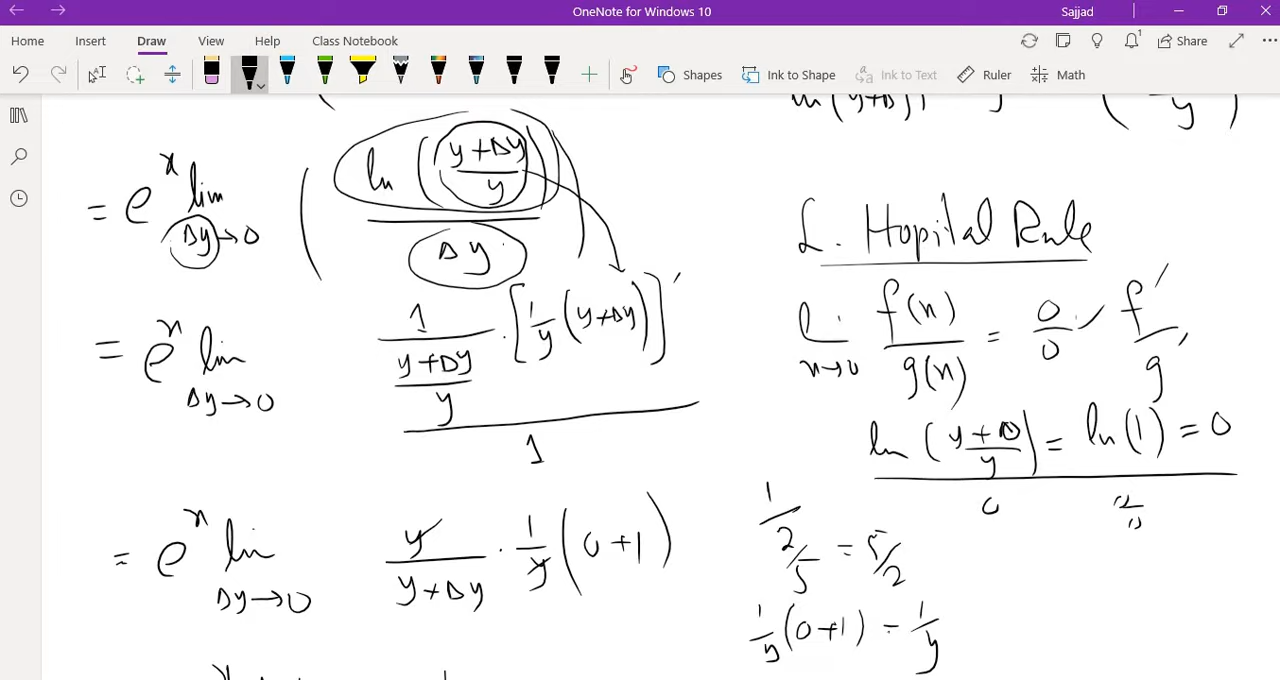 OneNote for Windows 10
Sajjad
Home Insert Draw View Help Class Notebook
Share
Shapes Ink to Shape Ink to Text Ruler Math
ln(y+Δ)
y
= e^x lim Δy→0 ( ln ( (y+Δy)/y ) / Δy )
= e^x lim Δy→0 1/((y+Δy)/y) · [1/y (y+Δy)]' / 1
= e^x lim Δy→0 y/(y+Δy) · 1/y (0+1)
L. Hopital Rule
lim x→0 f(x)/g(x) = 0/0 ✓ f'/g'
ln ( (y+0)/y ) = ln(1) = 0
0
1/(2/5) = 5/2
1/y (0+1) = 1/y